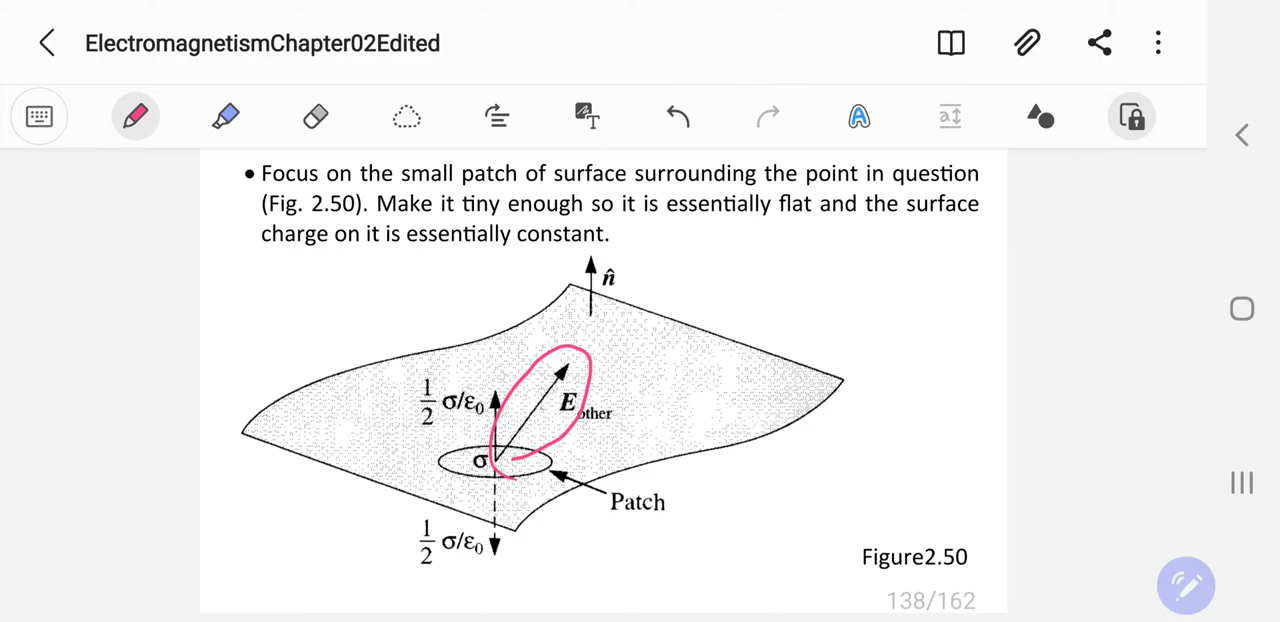 ElectromagnetismChapter02Edited
T
A
a
• Focus on the small patch of surface surrounding the point in question
(Fig. 2.50). Make it tiny enough so it is essentially flat and the surface
charge on it is essentially constant.
n̂
1/2 σ/ε₀
E other
σ
Patch
1/2 σ/ε₀
Figure2.50
138/162